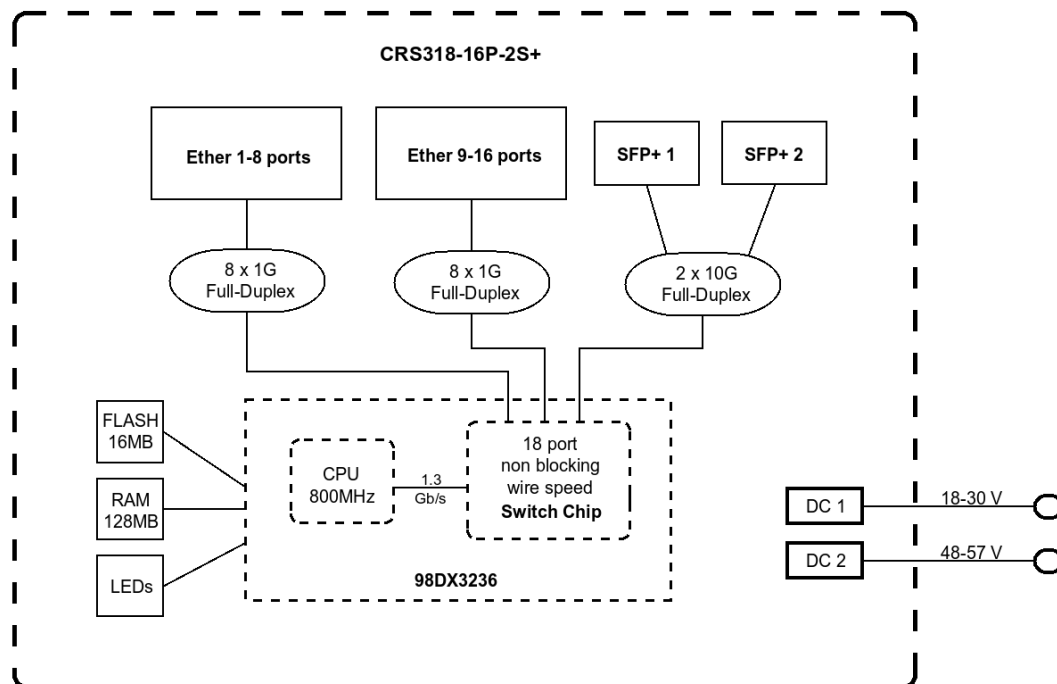 CRS318-16P-2S+
Ether 1-8 ports
Ether 9-16 ports
SFP+ 1
SFP+ 2
8 x 1G
Full-Duplex
8 x 1G
Full-Duplex
2 x 10G
Full-Duplex
FLASH
16MB
RAM
128MB
LEDs
CPU
800MHz
1.3
Gb/s
18 port
non blocking
wire speed
Switch Chip
98DX3236
DC 1
18-30 V
DC 2
48-57 V